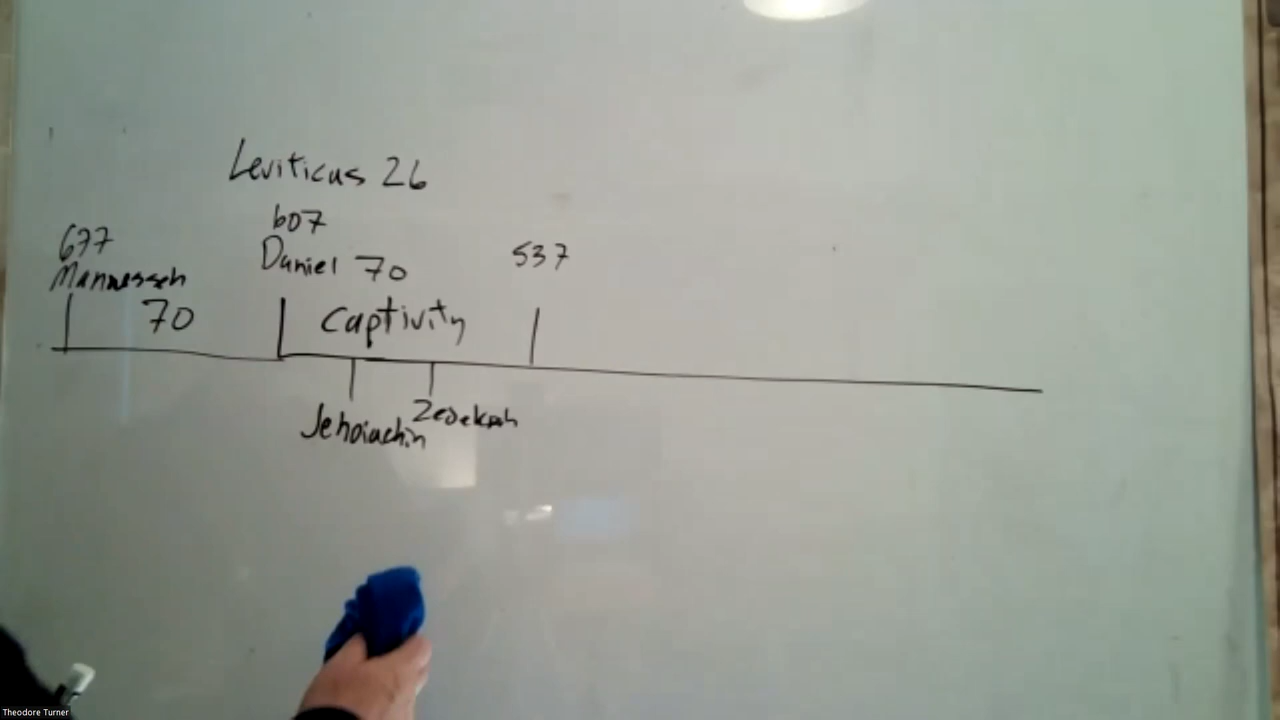 Leviticus 26
677
Mannasseh
70
607
Daniel 70
Captivity
537
Jehoiachin
Zedekah
Theodore Turner